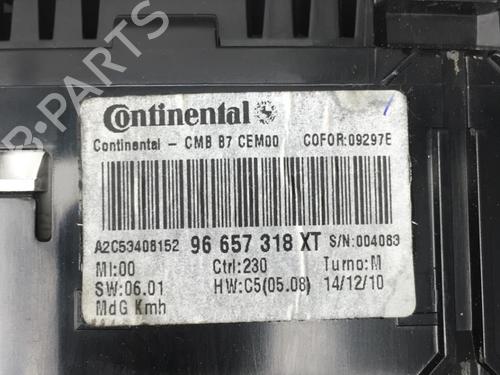 B-PARTS
Continental
Continental - CMB B7 CEM00 COFOR:09297E
A2C53408152 96 657 318 XT S/N:004083
MI:00 Ctrl:230 Turno:M
SW:06.01 HW:C5(05.08) 14/12/10
MdG Kmh